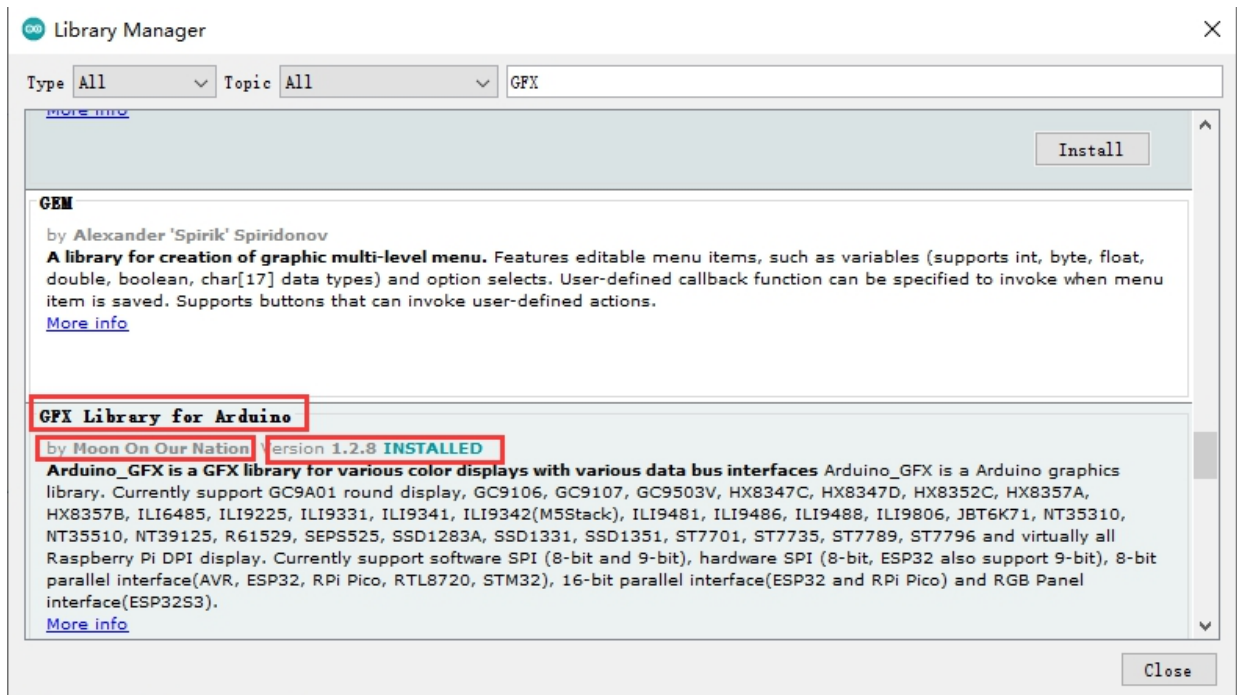 Library Manager
Type All Topic All GFX
More info
Install
GEM
by Alexander 'Spirik' Spiridonov
A library for creation of graphic multi-level menu. Features editable menu items, such as variables (supports int, byte, float,
double, boolean, char[17] data types) and option selects. User-defined callback function can be specified to invoke when menu
item is saved. Supports buttons that can invoke user-defined actions.
More info
GFX Library for Arduino
by Moon On Our Nation Version 1.2.8 INSTALLED
Arduino_GFX is a GFX library for various color displays with various data bus interfaces Arduino_GFX is a Arduino graphics
library. Currently support GC9A01 round display, GC9106, GC9107, GC9503V, HX8347C, HX8347D, HX8352C, HX8357A,
HX8357B, ILI6485, ILI9225, ILI9331, ILI9341, ILI9342(M5Stack), ILI9481, ILI9486, ILI9488, ILI9806, JBT6K71, NT35310,
NT35510, NT39125, R61529, SEPS525, SSD1283A, SSD1331, SSD1351, ST7701, ST7735, ST7789, ST7796 and virtually all
Raspberry Pi DPI display. Currently support software SPI (8-bit and 9-bit), hardware SPI (8-bit, ESP32 also support 9-bit), 8-bit
parallel interface(AVR, ESP32, RPi Pico, RTL8720, STM32), 16-bit parallel interface(ESP32 and RPi Pico) and RGB Panel
interface(ESP32S3).
More info
Close